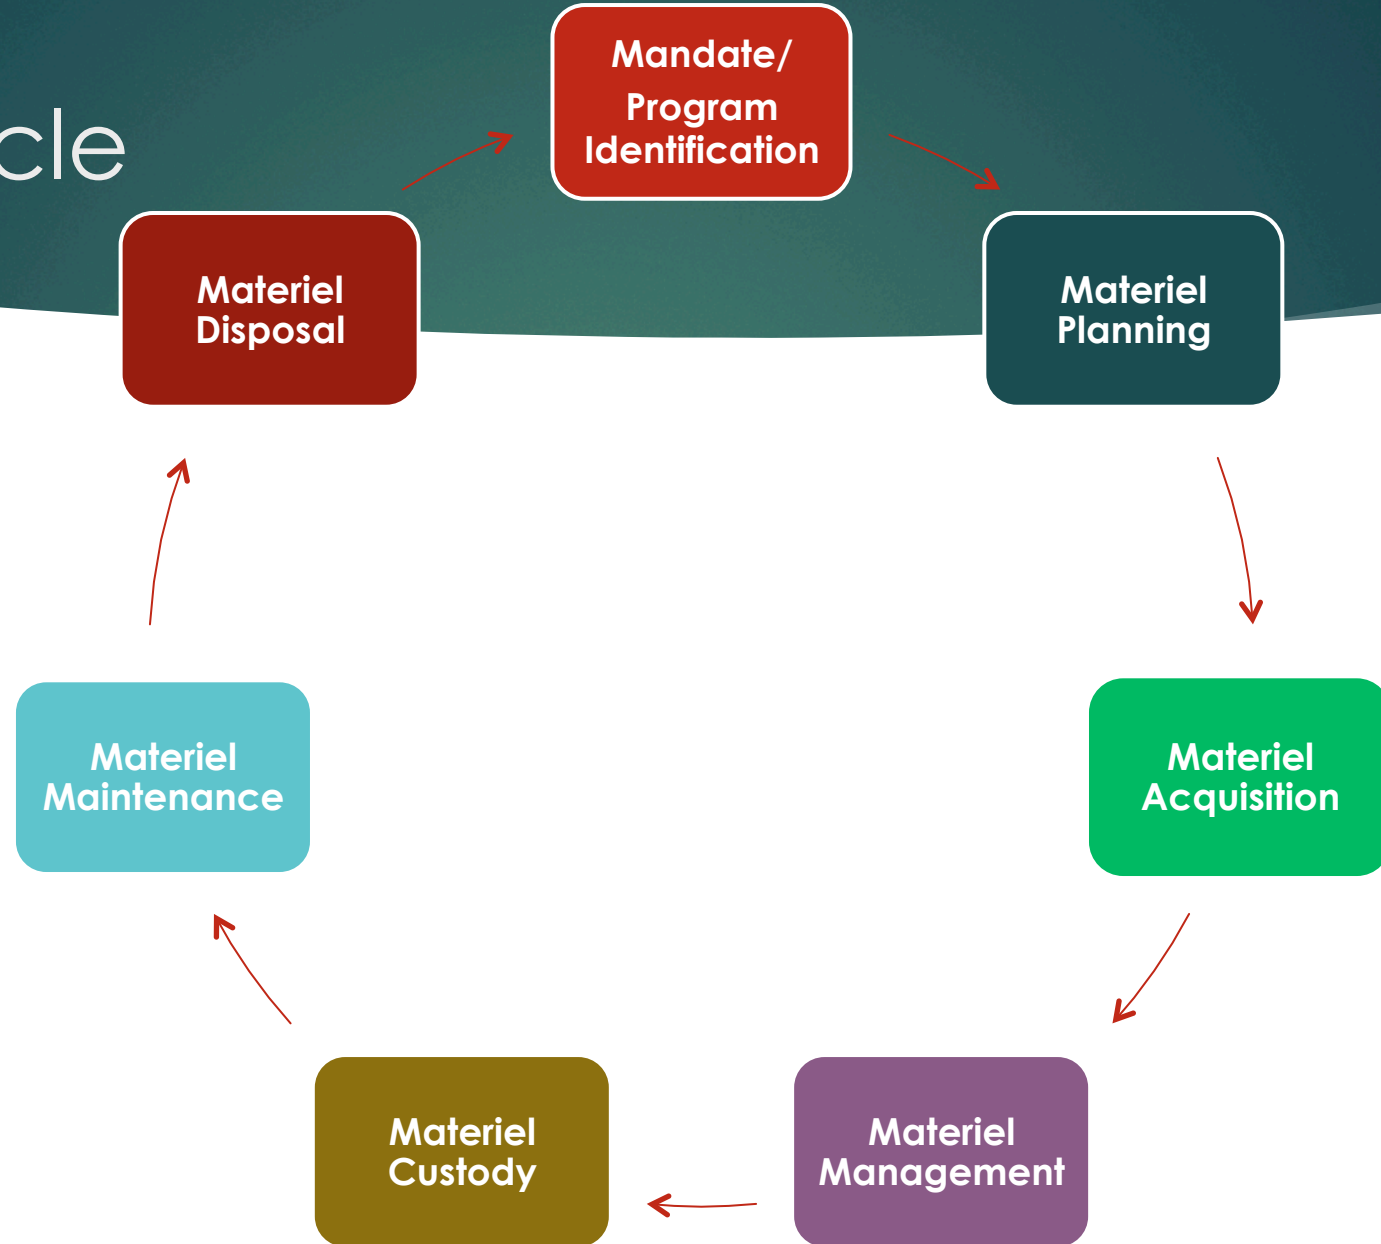 cle
Mandate/
Program
Identification
Materiel
Planning
Materiel
Acquisition
Materiel
Management
Materiel
Custody
Materiel
Maintenance
Materiel
Disposal